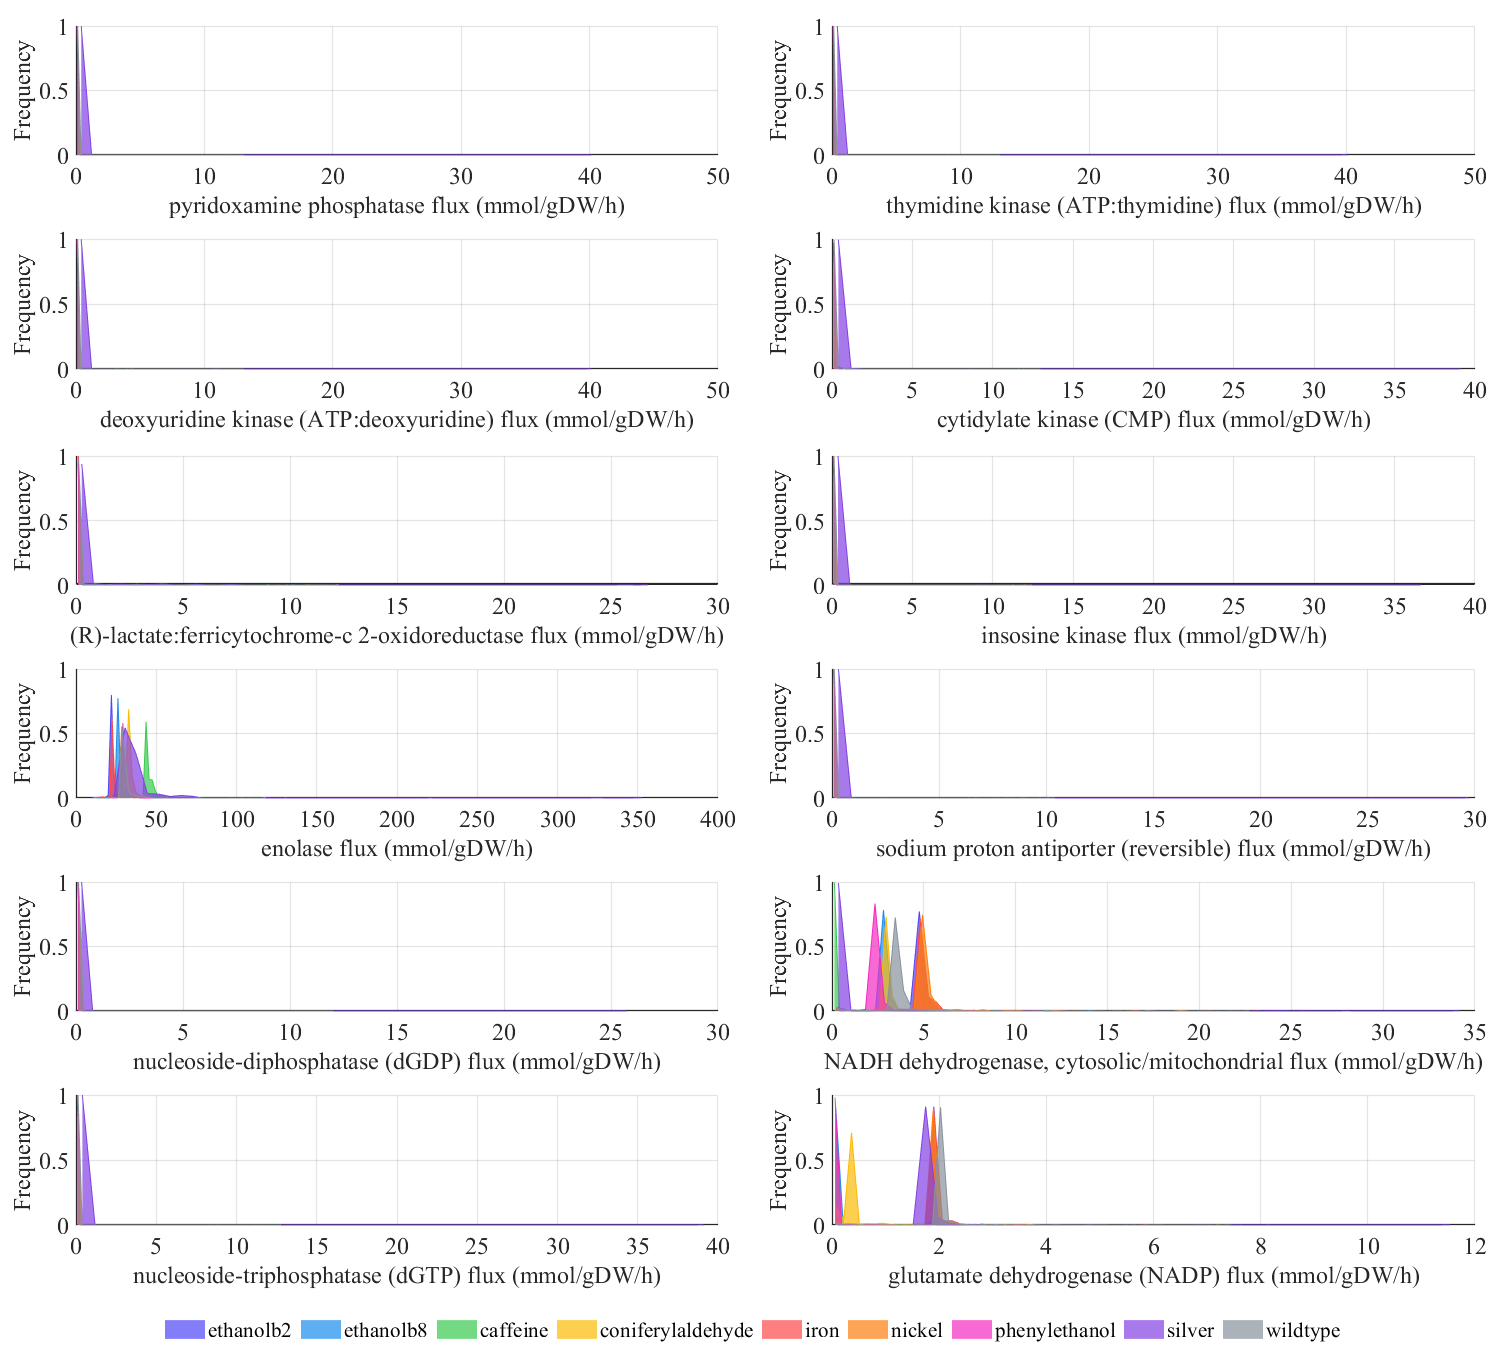 1
0.5
0
Frequency
0 10 20 30 40 50
pyridoxamine phosphatase flux (mmol/gDW/h)
1
0.5
0
Frequency
0 10 20 30 40 50
thymidine kinase (ATP:thymidine) flux (mmol/gDW/h)
1
0.5
0
Frequency
0 10 20 30 40 50
deoxyuridine kinase (ATP:deoxyuridine) flux (mmol/gDW/h)
1
0.5
0
Frequency
0 5 10 15 20 25 30 35 40
cytidylate kinase (CMP) flux (mmol/gDW/h)
1
0.5
0
Frequency
0 5 10 15 20 25 30
(R)-lactate:ferricytochrome-c 2-oxidoreductase flux (mmol/gDW/h)
1
0.5
0
Frequency
0 5 10 15 20 25 30 35 40
insosine kinase flux (mmol/gDW/h)
1
0.5
0
Frequency
0 50 100 150 200 250 300 350 400
enolase flux (mmol/gDW/h)
1
0.5
0
Frequency
0 5 10 15 20 25 30
sodium proton antiporter (reversible) flux (mmol/gDW/h)
1
0.5
0
Frequency
0 5 10 15 20 25 30
nucleoside-diphosphatase (dGDP) flux (mmol/gDW/h)
1
0.5
0
Frequency
0 5 10 15 20 25 30 35
NADH dehydrogenase, cytosolic/mitochondrial flux (mmol/gDW/h)
1
0.5
0
Frequency
0 5 10 15 20 25 30 35 40
nucleoside-triphosphatase (dGTP) flux (mmol/gDW/h)
1
0.5
0
Frequency
0 2 4 6 8 10 12
glutamate dehydrogenase (NADP) flux (mmol/gDW/h)
ethanolb2 ethanolb8 caffeine coniferylaldehyde iron nickel phenylethanol silver wildtype